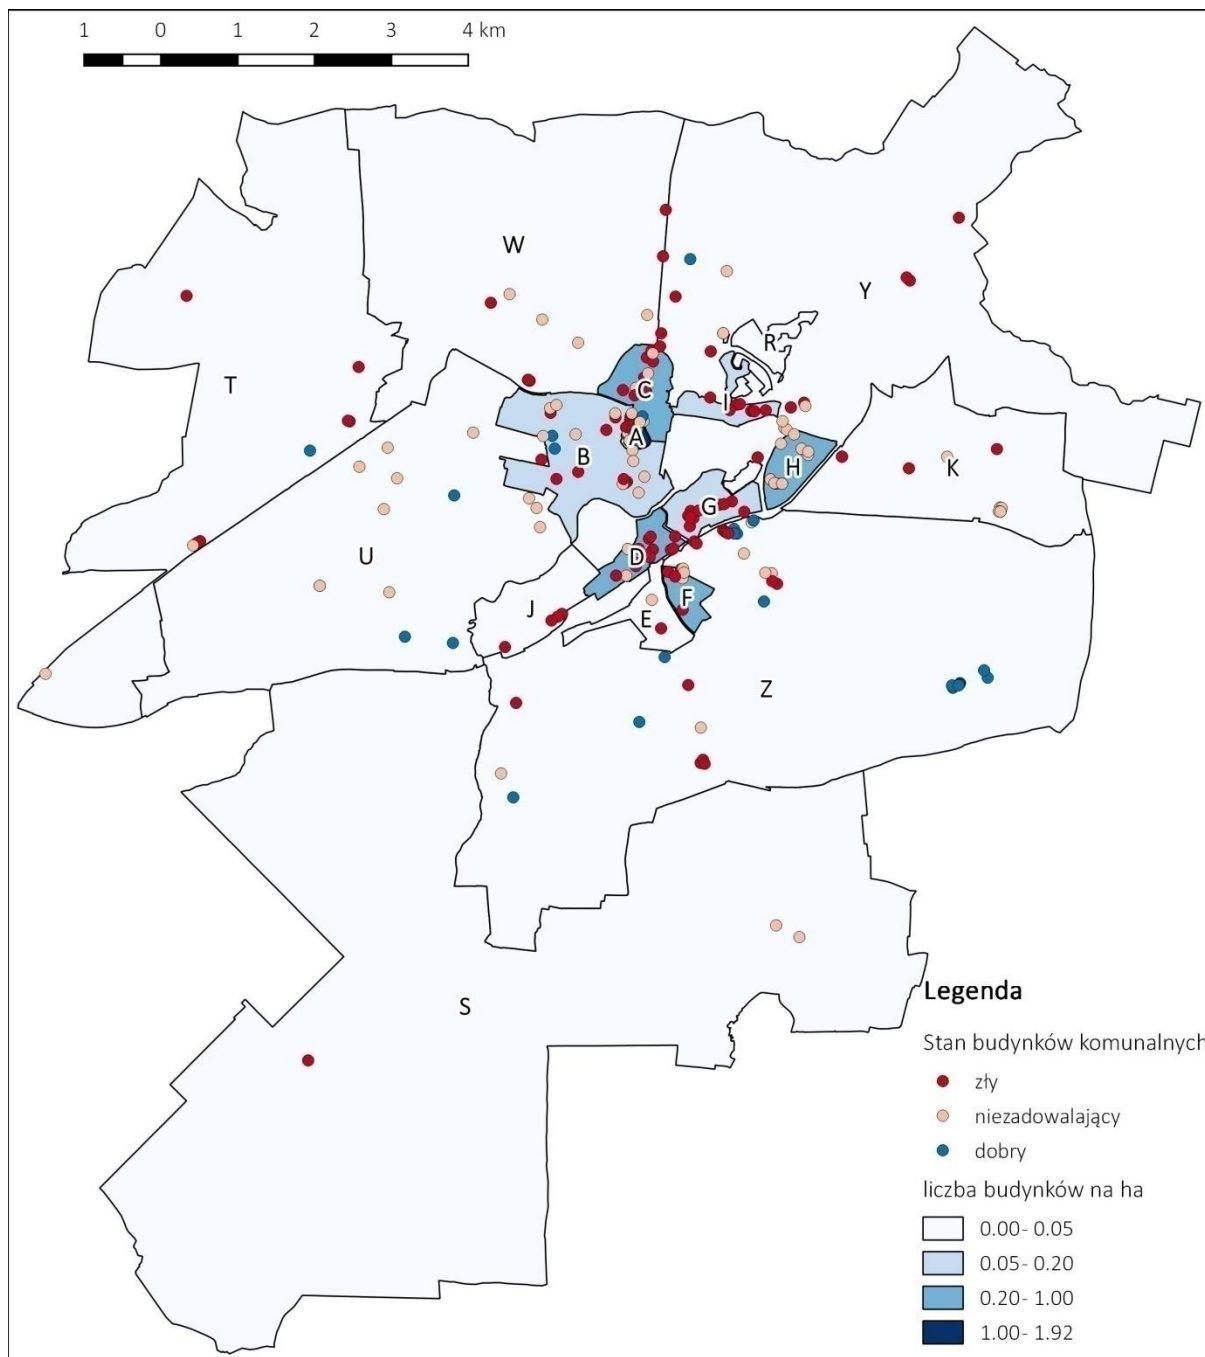 1 0 1 2 3 4 km
W
Y
R
T
C
I
A
B
H
K
G
U
D
J
E
F
Z
S
Legenda
Stan budynków komunalnych
zły
niezadowalający
dobry
liczba budynków na ha
0.00 - 0.05
0.05 - 0.20
0.20 - 1.00
1.00 - 1.92